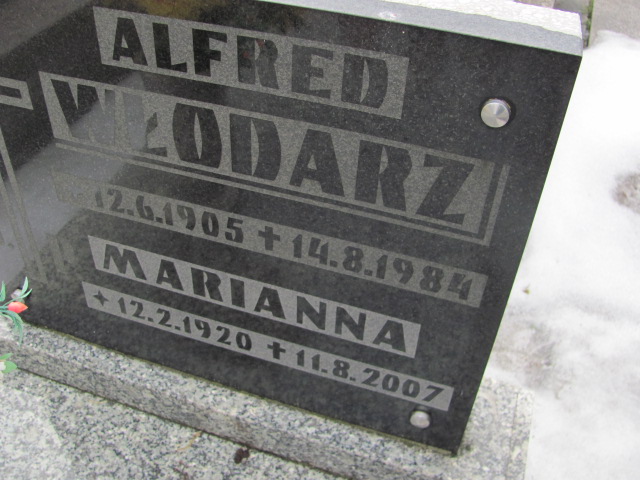 ALFRED
WŁODARZ
12.6.1905 + 14.8.1984
MARIANNA
+ 12.2.1920 + 11.8.2007